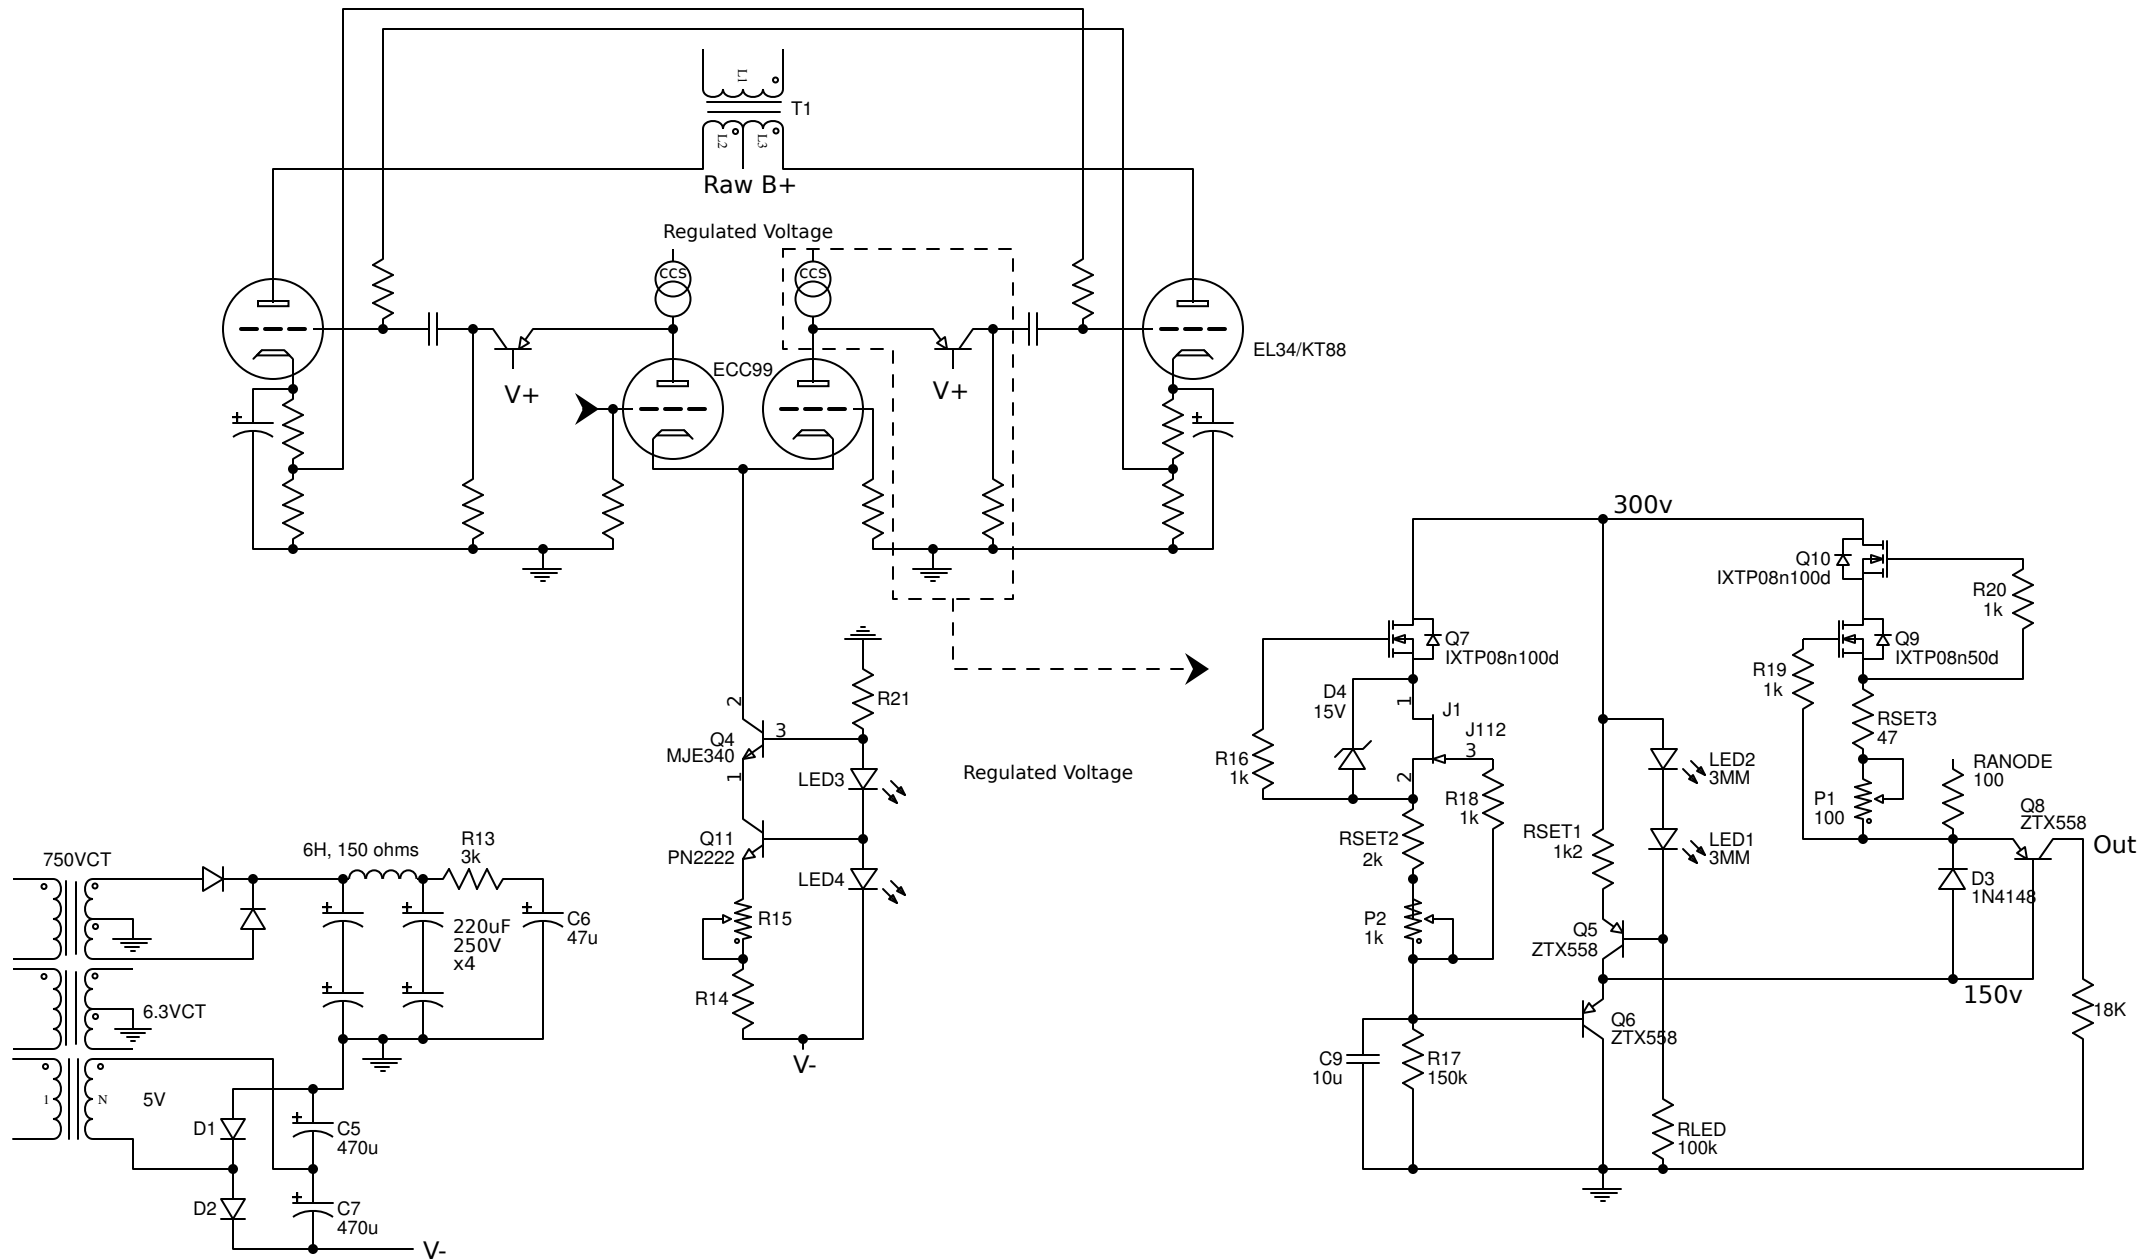 L1
T1
L2
L3
Raw B+
Regulated Voltage
ccs
ccs
ECC99
V+
V+
EL34/KT88
+
+
300v
Q10
IXTP08n100d
R20
1k
Q7
IXTP08n100d
Q9
IXTP08n50d
R19
1k
D4
15V
1
J1
J112
3
2
R16
1k
R18
1k
RSET2
2k
P2
1k
RSET3
47
P1
100
RANODE
100
Q8
ZTX558
Out
LED2
3MM
LED1
3MM
RSET1
1k2
D3
1N4148
Q5
ZTX558
150v
Q6
ZTX558
18K
C9
10u
R17
150k
RLED
100k
R21
2
3
Q4
MJE340
1
LED3
Regulated Voltage
Q11
PN2222
LED4
R15
R14
V-
750VCT
6H, 150 ohms
R13
3k
+
+
+
220uF
250V
x4
C6
47u
+
+
6.3VCT
1
N
5V
D1
+
C5
470u
D2
+
C7
470u
V-